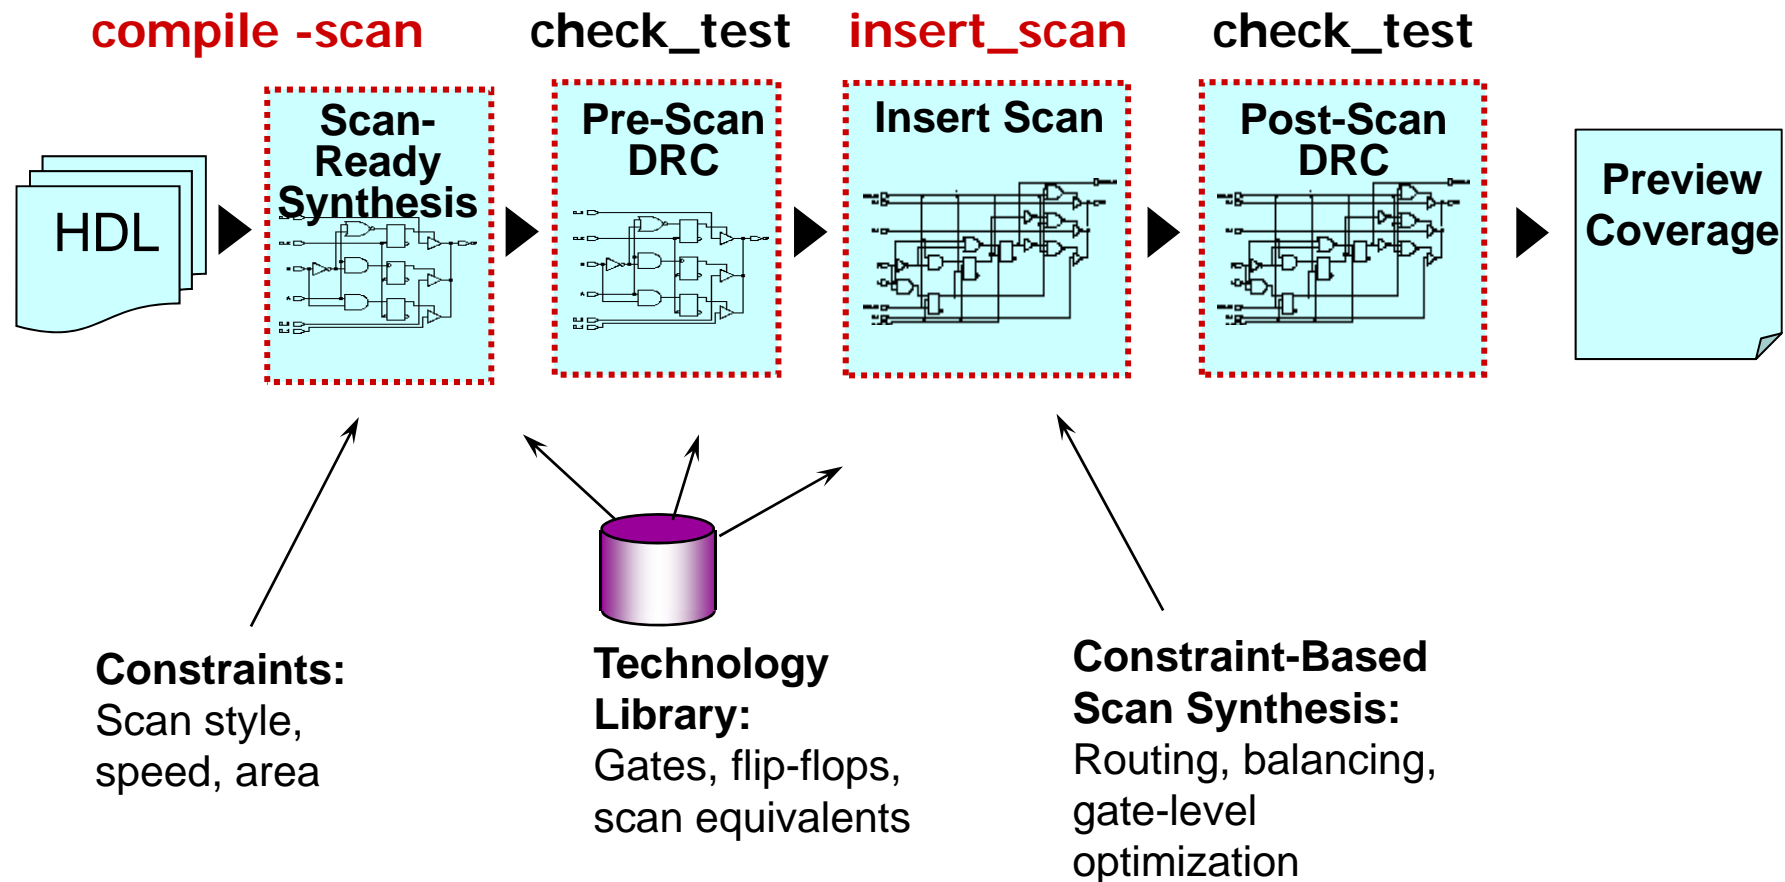 compile -scan
check_test
insert_scan
check_test
HDL
Scan-
Ready
Synthesis
Pre-Scan
DRC
Insert Scan
Post-Scan
DRC
Preview
Coverage
Constraints:
Scan style,
speed, area
Technology
Library:
Gates, flip-flops,
scan equivalents
Constraint-Based
Scan Synthesis:
Routing, balancing,
gate-level
optimization